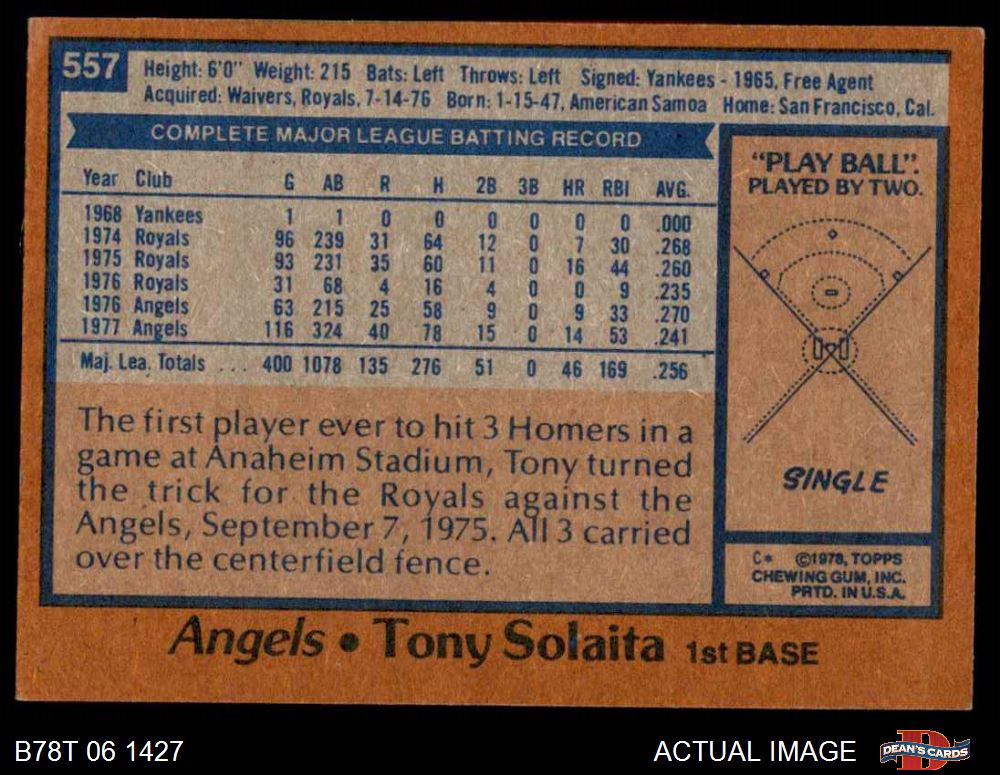 557
Height: 6'0" Weight: 215 Bats: Left Throws: Left Signed: Yankees - 1965, Free Agent
Acquired: Waivers, Royals, 7-14-76 Born: 1-15-47, American Samoa Home: San Francisco, Cal.
COMPLETE MAJOR LEAGUE BATTING RECORD
Year Club G AB R H 2B 3B HR RBI AVG.
1968 Yankees 1 1 0 0 0 0 0 0 .000
1974 Royals 96 239 31 64 12 0 7 30 .268
1975 Royals 93 231 35 60 11 0 16 44 .260
1976 Royals 31 68 4 16 4 0 0 9 .235
1976 Angels 63 215 25 58 9 0 9 33 .270
1977 Angels 116 324 40 78 15 0 14 53 .241
Maj. Lea. Totals ... 400 1078 135 276 51 0 46 169 .256
The first player ever to hit 3 Homers in a
game at Anaheim Stadium, Tony turned
the trick for the Royals against the
Angels, September 7, 1975. All 3 carried
over the centerfield fence.
"PLAY BALL".
PLAYED BY TWO.
SINGLE
C* ©1978, TOPPS
CHEWING GUM, INC.
PRTD. IN U.S.A.
Angels • Tony Solaita 1st BASE
B78T 06 1427
ACTUAL IMAGE
D
DEAN'S CARDS